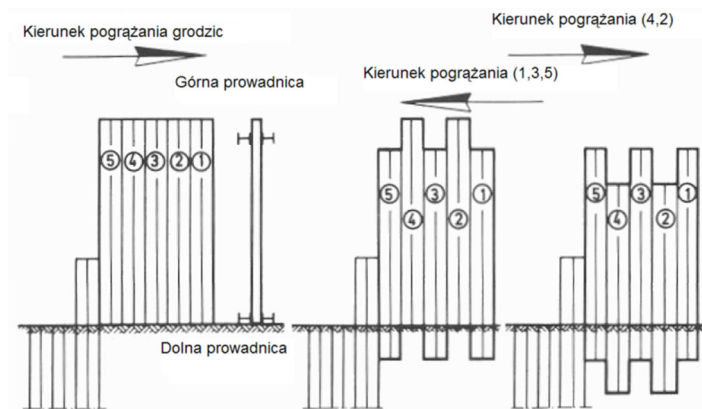 Kierunek pogrążania grodzic
Górna prowadnica
5 4 3 2 1
Dolna prowadnica
Kierunek pogrążania (1,3,5)
5 4 3 2 1
Kierunek pogrążania (4,2)
5 4 3 2 1